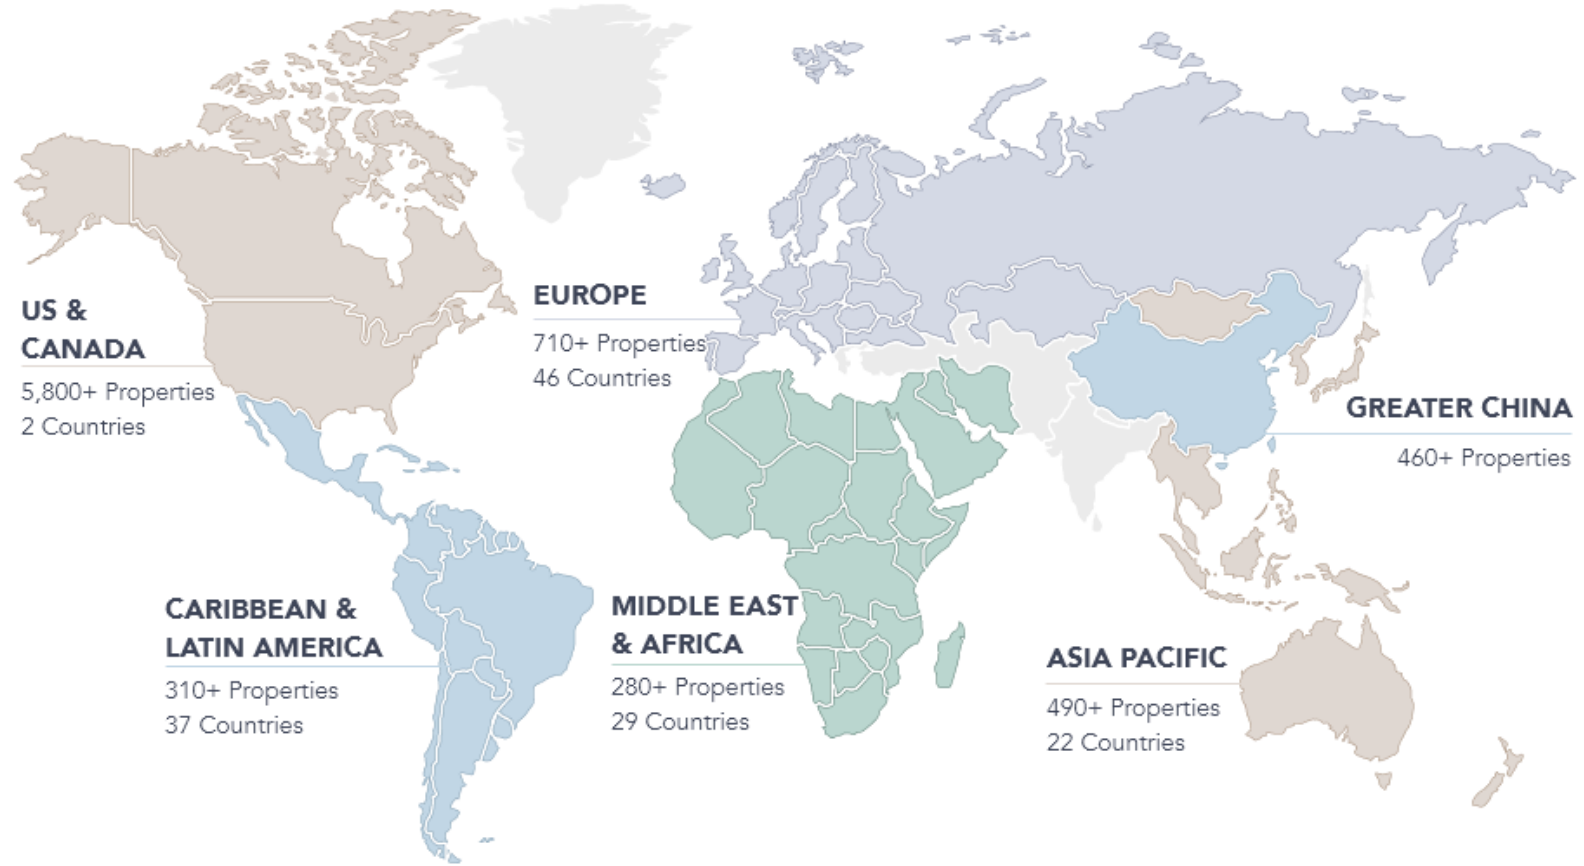 US &
CANADA
5,800+ Properties
2 Countries
EUROPE
710+ Properties
46 Countries
GREATER CHINA
460+ Properties
CARIBBEAN &
LATIN AMERICA
310+ Properties
37 Countries
MIDDLE EAST
& AFRICA
280+ Properties
29 Countries
ASIA PACIFIC
490+ Properties
22 Countries